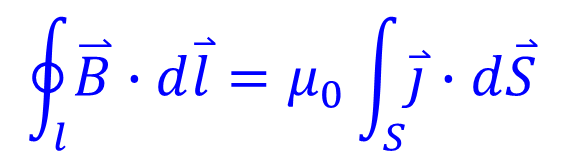 ∮_l B⃗ · dl⃗ = μ₀ ∫_S j⃗ · dS⃗